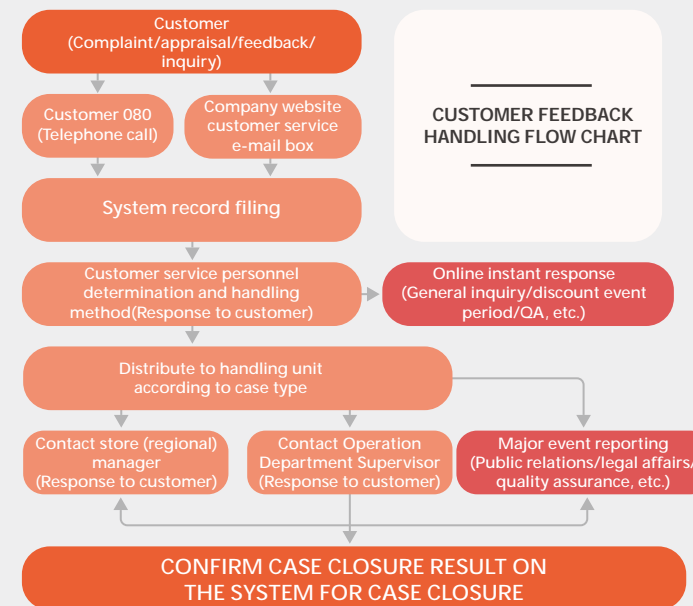 Customer
(Complaint/appraisal/feedback/
inquiry)
CUSTOMER FEEDBACK
HANDLING FLOW CHART
Customer 080
(Telephone call)
Company website
customer service
e-mail box
System record filing
Customer service personnel
determination and handling
method(Response to customer)
Online instant response
(General inquiry/discount event
period/QA, etc.)
Distribute to handling unit
according to case type
Contact store (regional)
manager
(Response to customer)
Contact Operation
Department Supervisor
(Response to customer)
Major event reporting
(Public relations/legal affairs/
quality assurance, etc.)
CONFIRM CASE CLOSURE RESULT ON
THE SYSTEM FOR CASE CLOSURE